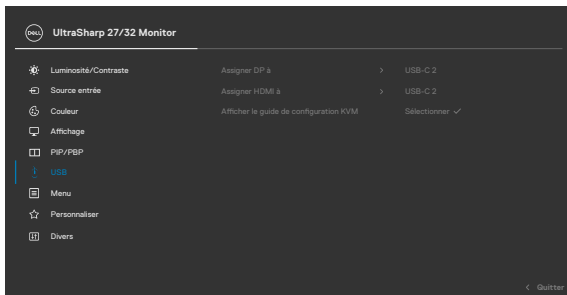 DELL UltraSharp 27/32 Monitor
Luminosité/Contraste Assigner DP à > USB-C 2
Source entrée Assigner HDMI à > USB-C 2
Couleur Afficher le guide de configuration KVM Sélectionner ✓
Affichage
PIP/PBP
USB
Menu
Personnaliser
Divers
< Quitter